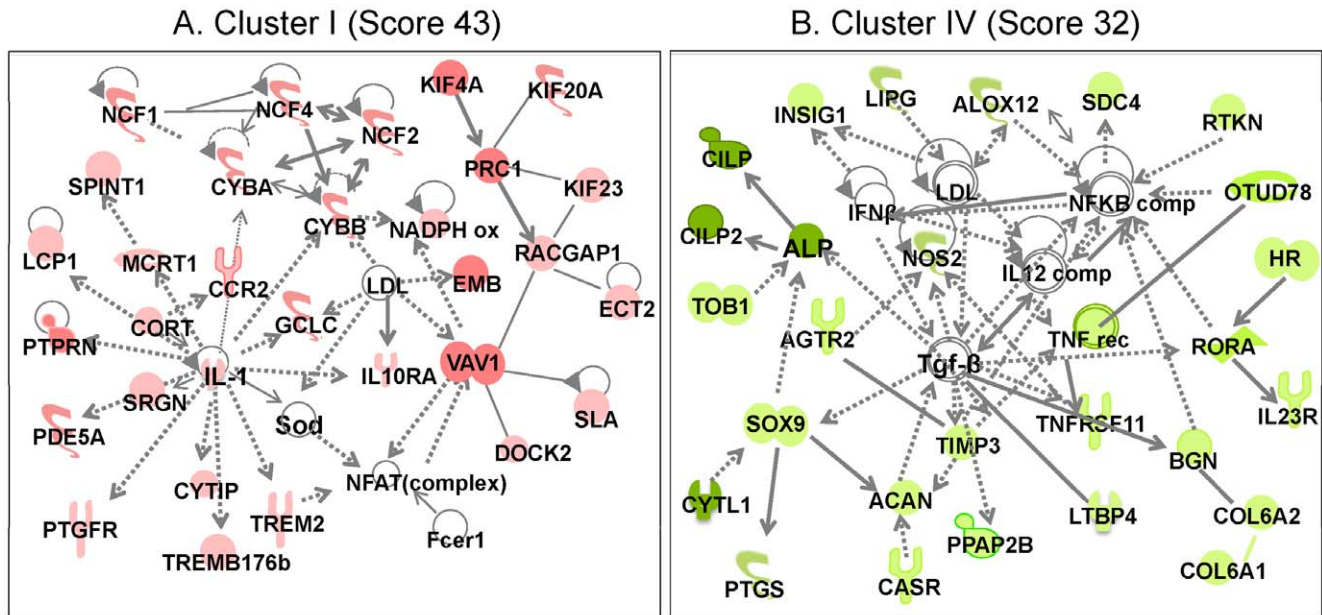 A. Cluster I (Score 43)
NCF1
NCF4
NCF2
KIF4A
KIF20A
SPINT1
CYBA
PRC1
KIF23
CYBB
NADPH ox
RACGAP1
LCP1
MCRT1
CCR2
LDL
EMB
ECT2
PTPRN
CORT
GCLC
IL-1
IL10RA
VAV1
SLA
SRGN
Sod
PDE5A
DOCK2
CYTIP
NFAT(complex)
PTGFR
TREM2
Fcer1
TREMB176b
B. Cluster IV (Score 32)
INSIG1
LIPG
ALOX12
SDC4
RTKN
CILP
LDL
IFNβ
NFKB comp
OTUD78
CILP2
ALP
NOS2
IL12 comp
HR
TOB1
AGTR2
TNF rec
RORA
Tgf-ß
IL23R
SOX9
TIMP3
TNFRSF11
BGN
CYTL1
ACAN
LTBP4
COL6A2
PPAP2B
PTGS
CASR
COL6A1